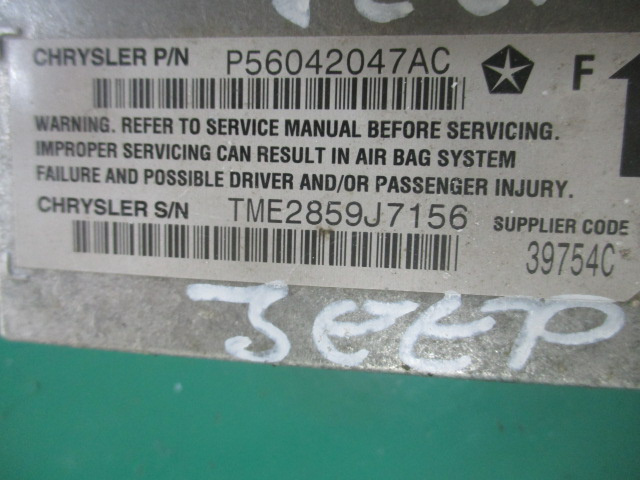 CHRYSLER P/N P56042047AC F
WARNING. REFER TO SERVICE MANUAL BEFORE SERVICING.
IMPROPER SERVICING CAN RESULT IN AIR BAG SYSTEM
FAILURE AND POSSIBLE DRIVER AND/OR PASSENGER INJURY.
CHRYSLER S/N TME2859J7156 SUPPLIER CODE
39754C
JEEP